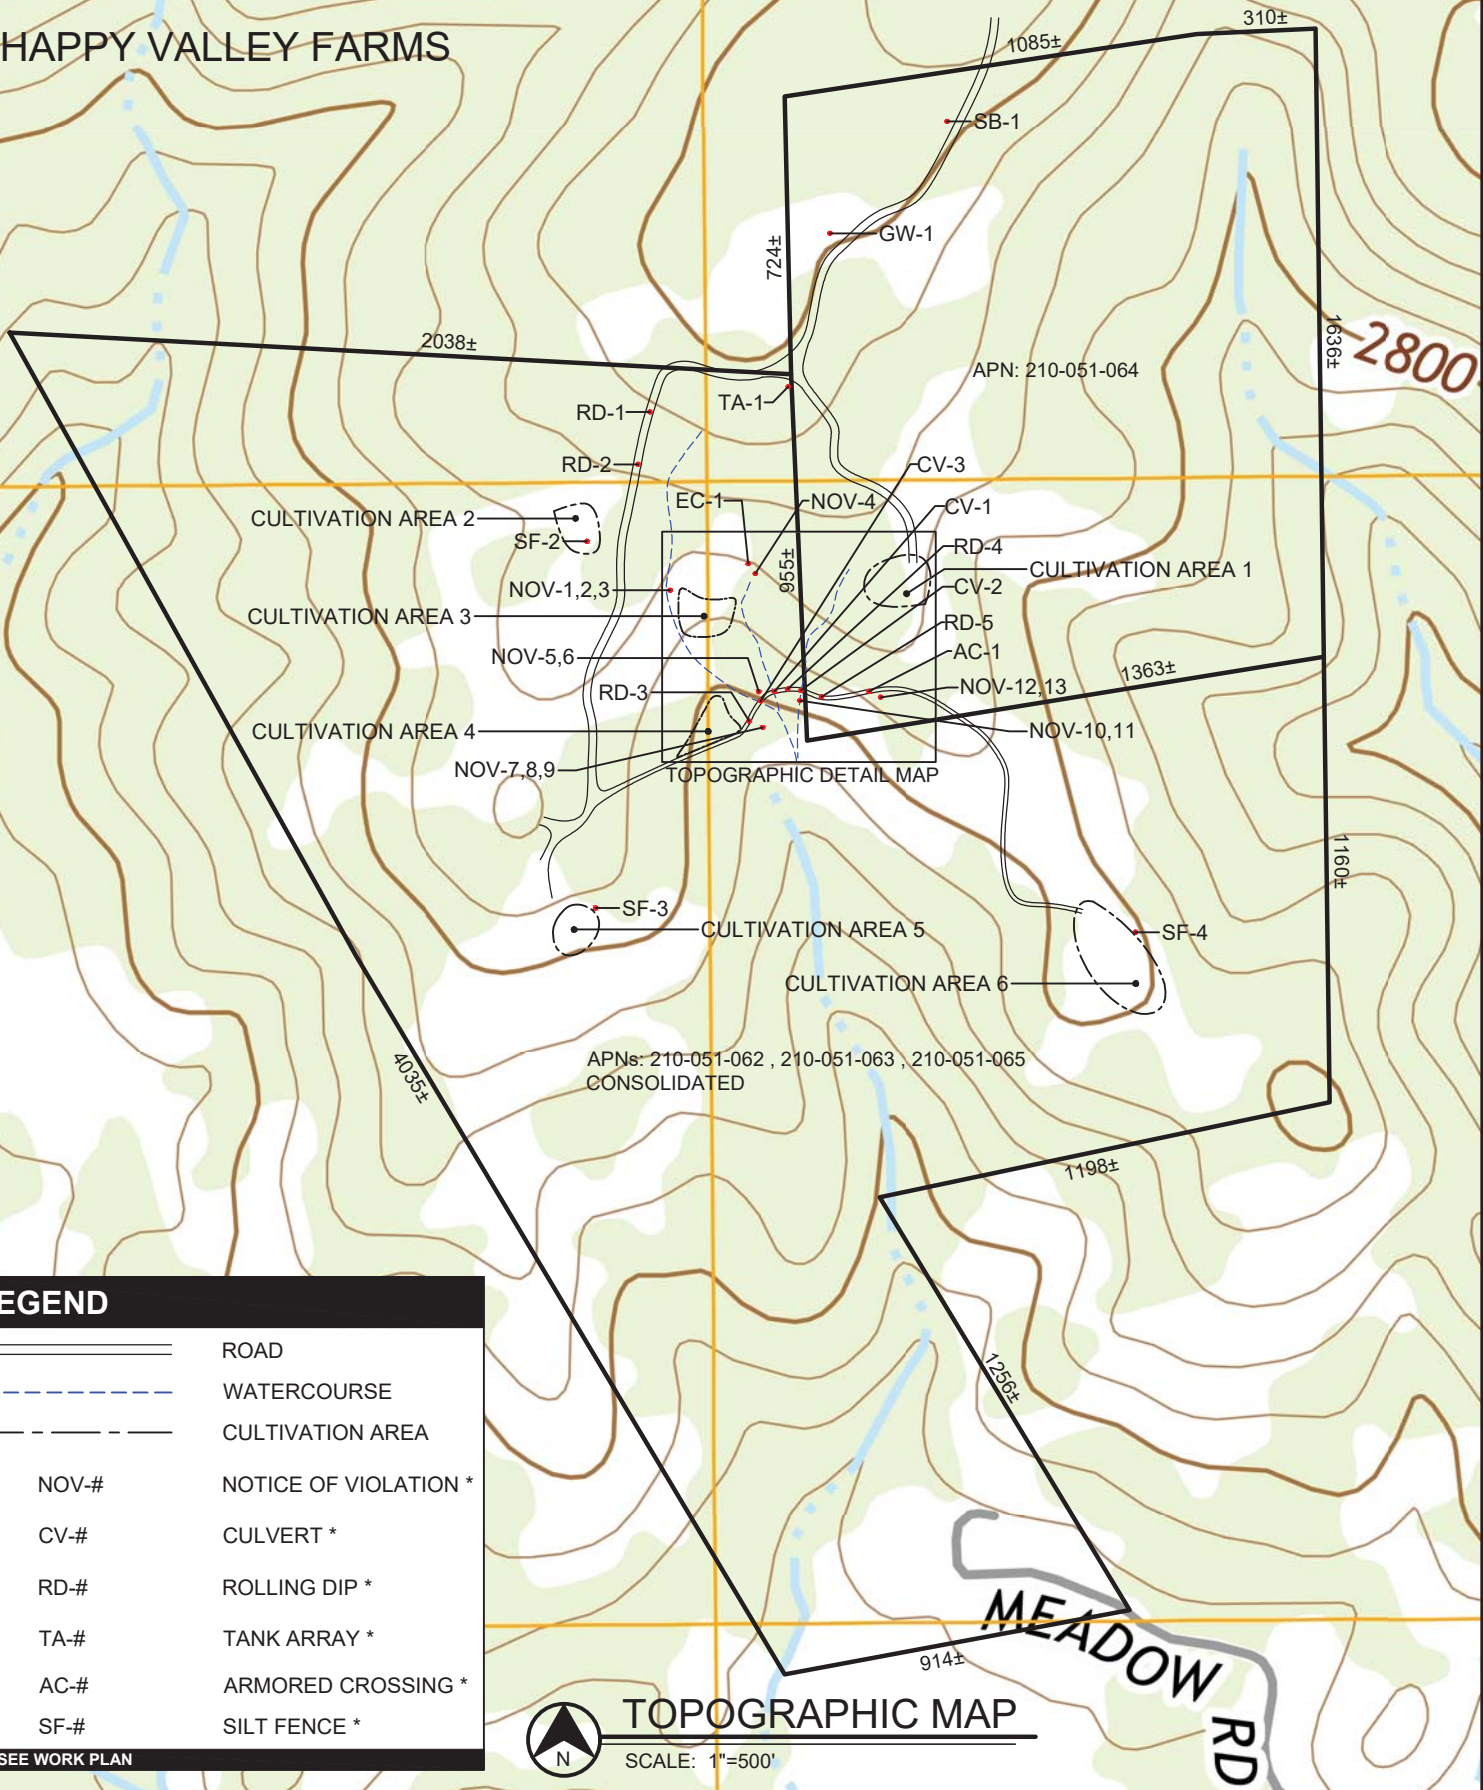 HAPPY VALLEY FARMS
310±
1085±
SB-1
GW-1
724±
2038±
1636±
2800
APN: 210-051-064
TA-1
RD-1
RD-2
CV-3
EC-1
NOV-4
CV-1
CULTIVATION AREA 2
SF-2
RD-4
955±
CULTIVATION AREA 1
NOV-1,2,3
CV-2
CULTIVATION AREA 3
RD-5
AC-1
NOV-5,6
1363±
RD-3
NOV-12,13
CULTIVATION AREA 4
NOV-10,11
NOV-7,8,9
TOPOGRAPHIC DETAIL MAP
1160±
SF-3
CULTIVATION AREA 5
SF-4
CULTIVATION AREA 6
APNs: 210-051-062 , 210-051-063 , 210-051-065
CONSOLIDATED
4035±
1198±
1256±
914±
MEADOW RD
EGEND
ROAD
WATERCOURSE
CULTIVATION AREA
NOV-# NOTICE OF VIOLATION *
CV-# CULVERT *
RD-# ROLLING DIP *
TA-# TANK ARRAY *
AC-# ARMORED CROSSING *
SF-# SILT FENCE *
SEE WORK PLAN
N
TOPOGRAPHIC MAP
SCALE: 1"=500'